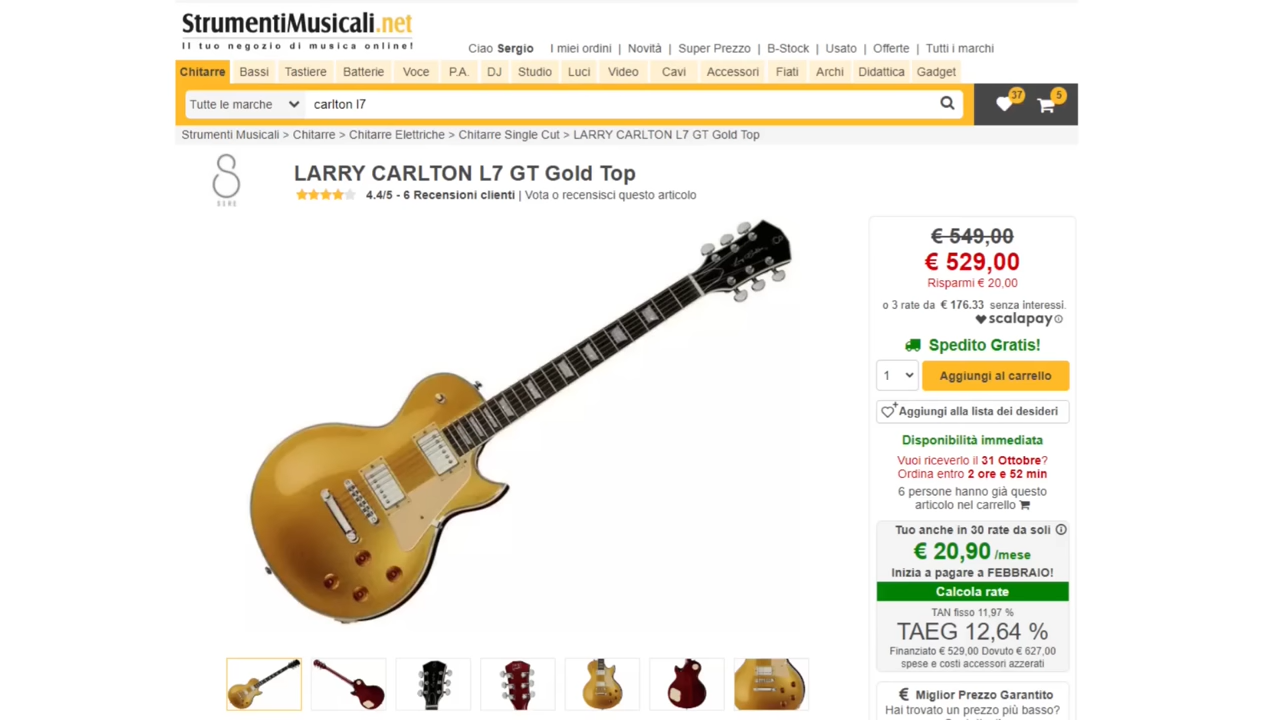 StrumentiMusicali.net
Il tuo negozio di musica online!
Ciao Sergio I miei ordini | Novità | Super Prezzo | B-Stock | Usato | Offerte | Tutti i marchi
Chitarre Bassi Tastiere Batterie Voce P.A. DJ Studio Luci Video Cavi Accessori Fiati Archi Didattica Gadget
Tutte le marche carlton l7 37 5
Strumenti Musicali > Chitarre > Chitarre Elettriche > Chitarre Single Cut > LARRY CARLTON L7 GT Gold Top
LARRY CARLTON L7 GT Gold Top
4.4/5 - 6 Recensioni clienti | Vota o recensisci questo articolo
€ 549,00
€ 529,00
Risparmi € 20,00
o 3 rate da € 176.33 senza interessi.
scalapay
Spedito Gratis!
1 Aggiungi al carrello
Aggiungi alla lista dei desideri
Disponibilità immediata
Vuoi riceverlo il 31 Ottobre?
Ordina entro 2 ore e 52 min
6 persone hanno già questo
articolo nel carrello
Tuo anche in 30 rate da soli
€ 20,90 /mese
Inizia a pagare a FEBBRAIO!
Calcola rate
TAN fisso 11,97 %
TAEG 12,64 %
Finanziato € 529,00 Dovuto € 627,00
spese e costi accessori azzerati
€ Miglior Prezzo Garantito
Hai trovato un prezzo più basso?